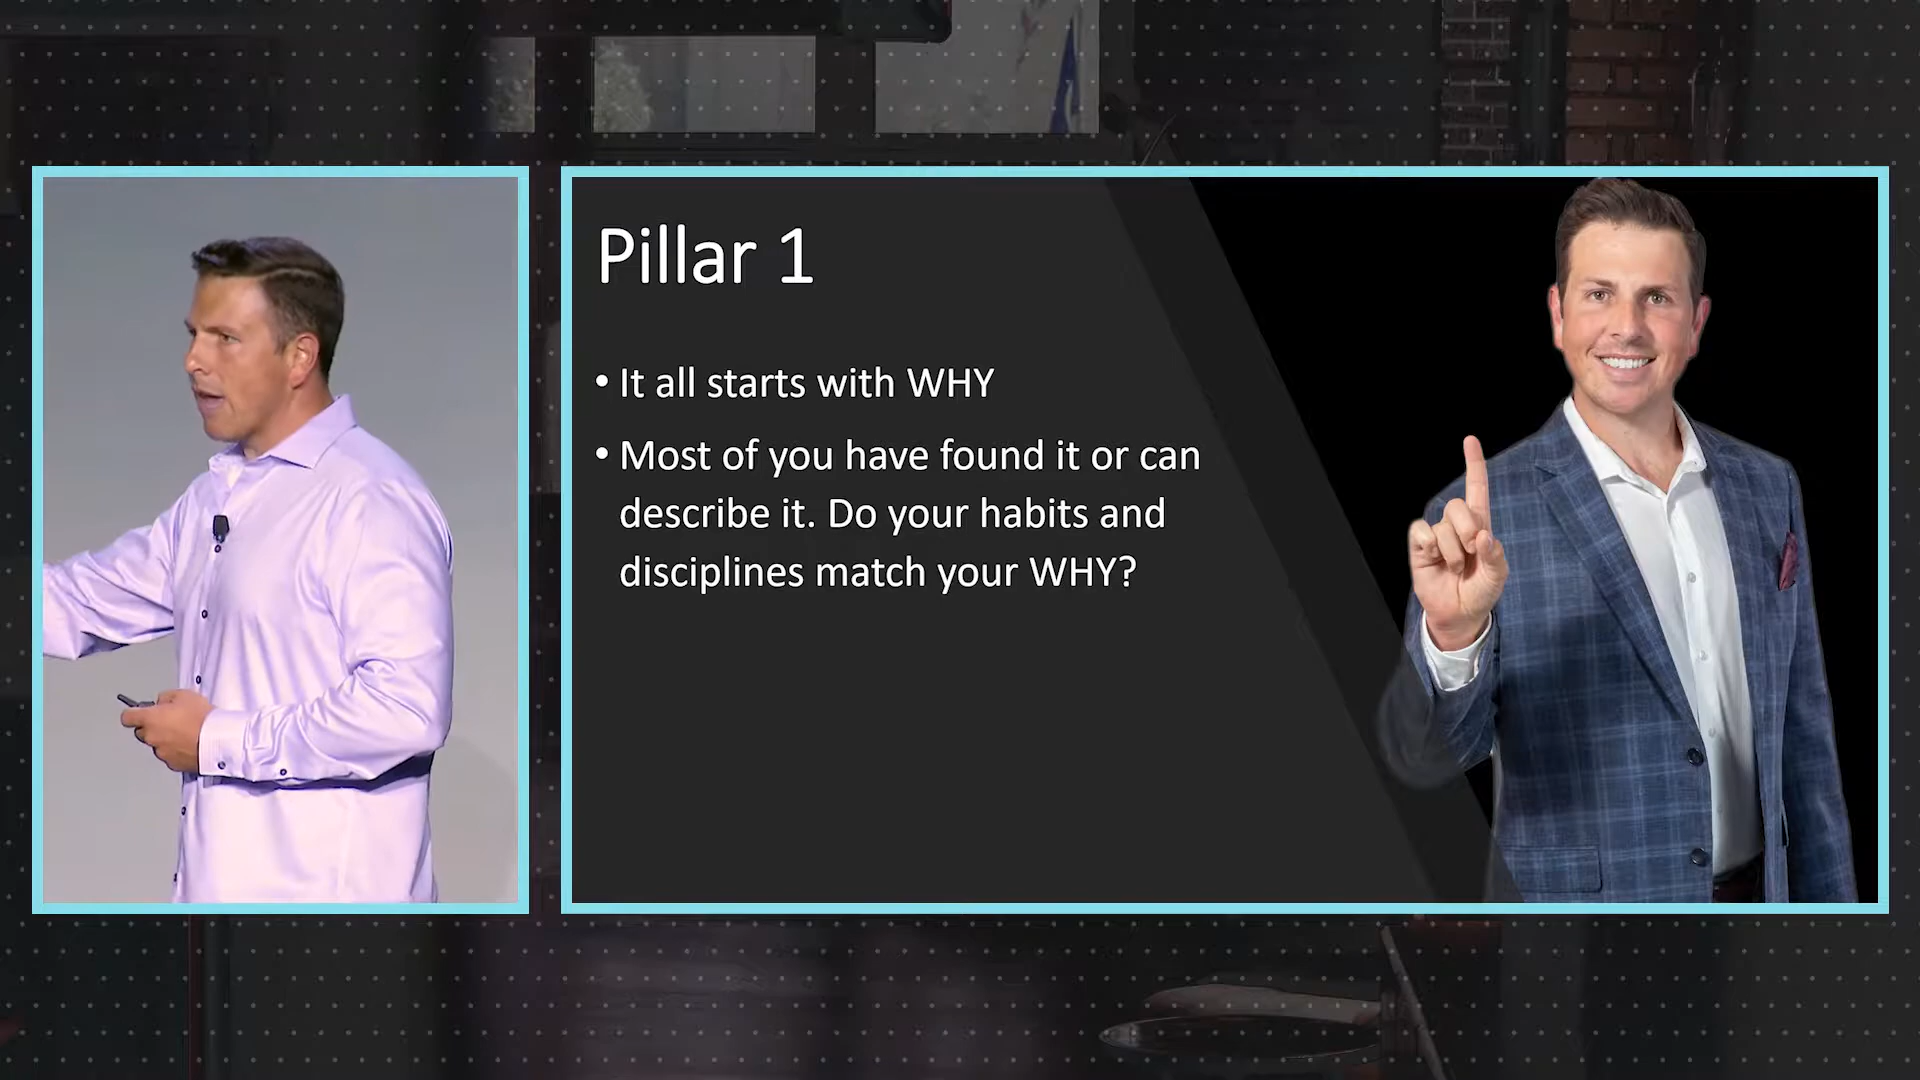 Pillar 1
• It all starts with WHY
• Most of you have found it or can
describe it. Do your habits and
disciplines match your WHY?